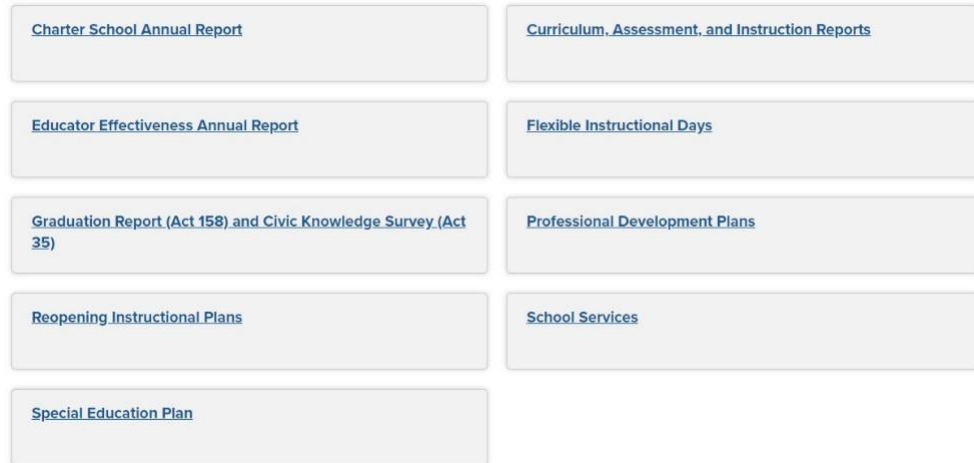 Charter School Annual Report
Curriculum, Assessment, and Instruction Reports
Educator Effectiveness Annual Report
Flexible Instructional Days
Graduation Report (Act 158) and Civic Knowledge Survey (Act
35)
Professional Development Plans
Reopening Instructional Plans
School Services
Special Education Plan